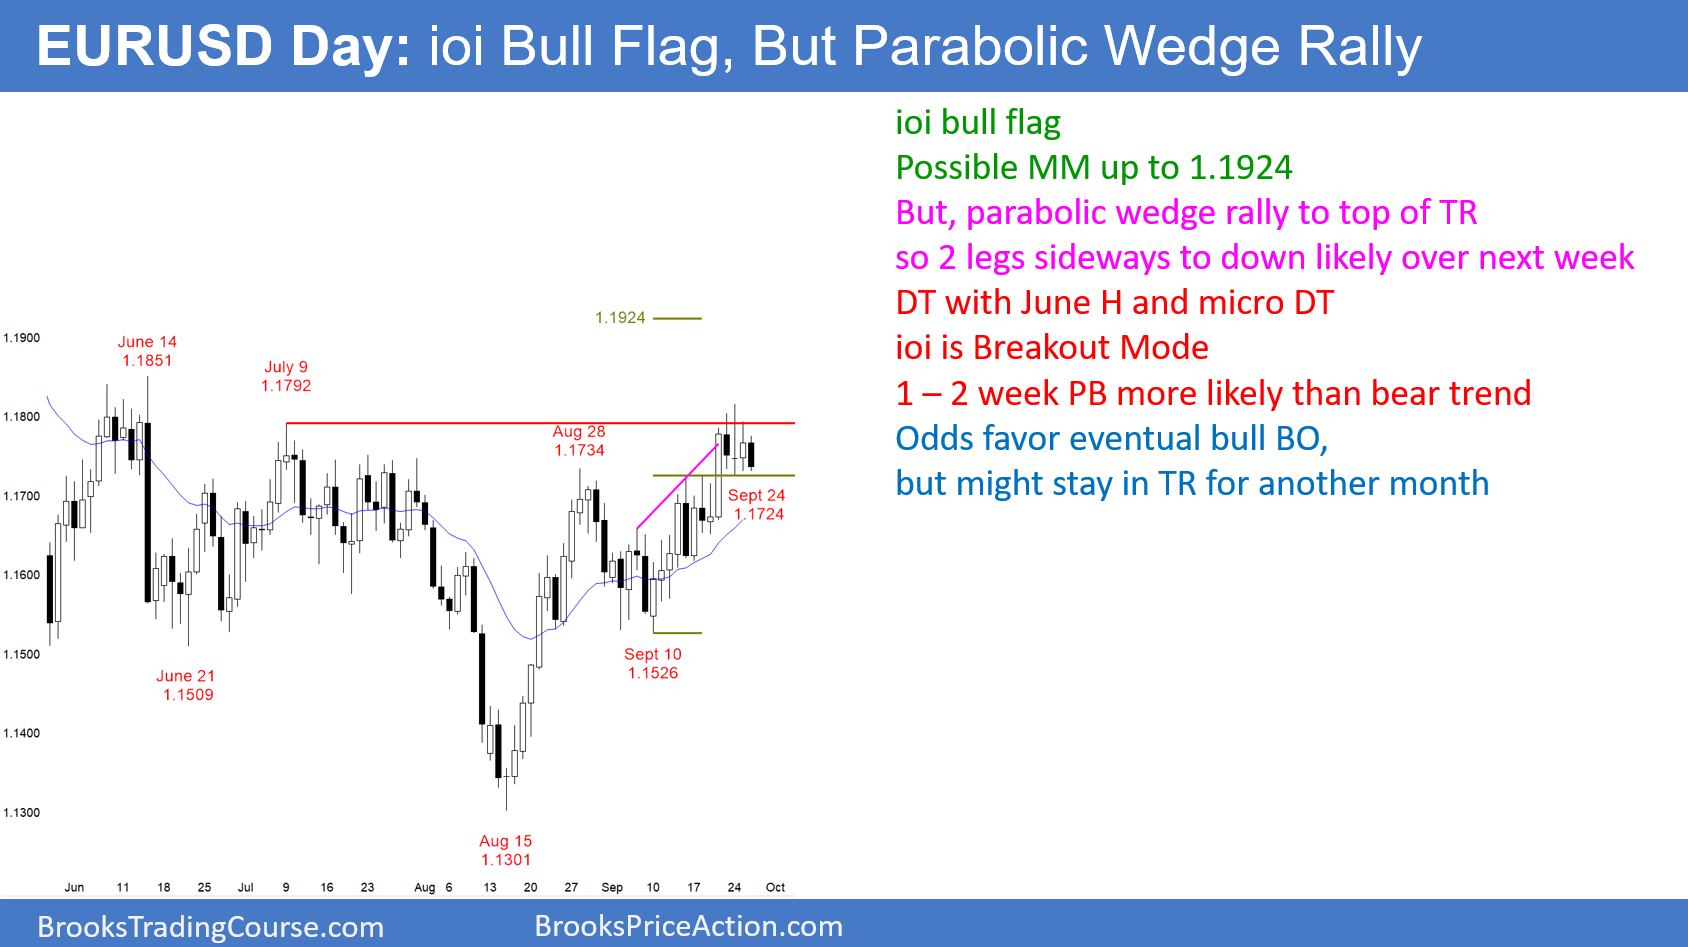 EURUSD Day: ioi Bull Flag, But Parabolic Wedge Rally
ioi bull flag
Possible MM up to 1.1924
But, parabolic wedge rally to top of TR
so 2 legs sideways to down likely over next week
DT with June H and micro DT
ioi is Breakout Mode
1 – 2 week PB more likely than bear trend
Odds favor eventual bull BO,
but might stay in TR for another month
1.1924
1.1900
June 14
1.1851
July 9
1.1792
1.1800
Aug 28
1.1734
1.1700
Sept 24
1.1724
1.1600
1.1500
Sept 10
1.1526
June 21
1.1509
1.1400
1.1300
Aug 15
1.1301
Jun 11 18 25 Jul 9 16 23 Aug 6 13 20 27 Sep 10 17 24 Oct
BrooksTradingCourse.com
BrooksPriceAction.com